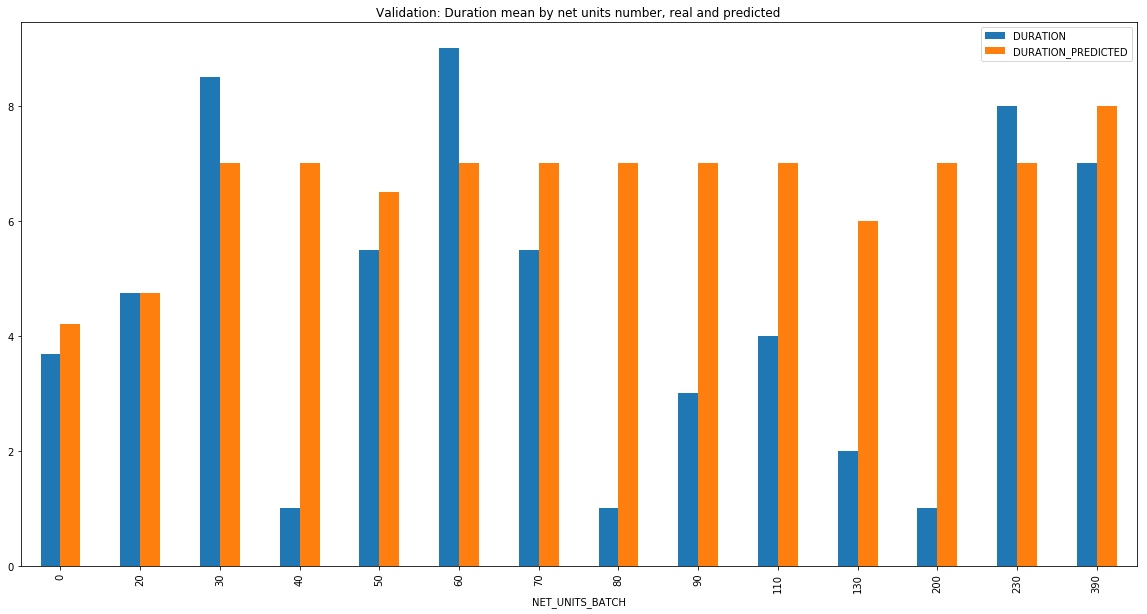 Validation: Duration mean by net units number, real and predicted
DURATION
DURATION_PREDICTED
8
6
4
2
0
0 20 30 40 50 60 70 80 90 110 130 200 230 390
NET_UNITS_BATCH